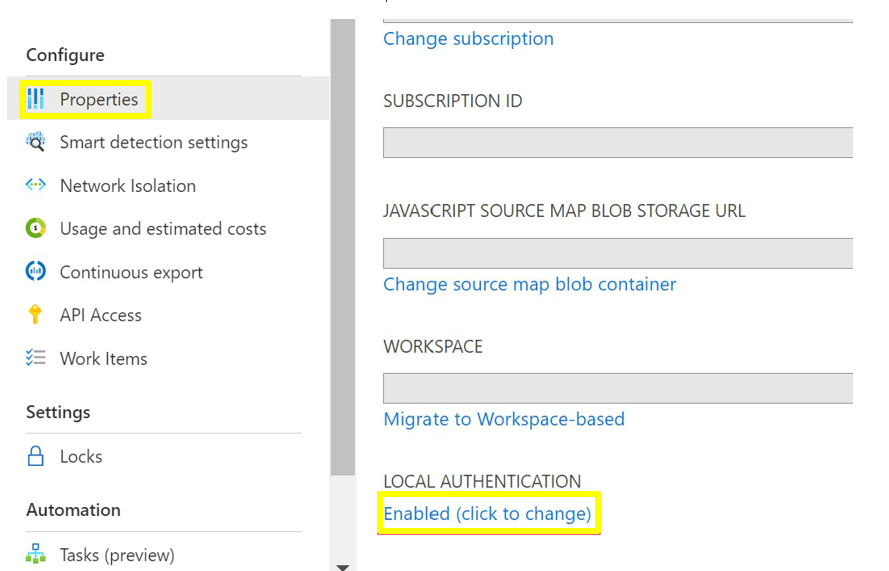 Configure
Properties
Smart detection settings
Network Isolation
Usage and estimated costs
Continuous export
API Access
Work Items
Settings
Locks
Automation
Tasks (preview)
Change subscription
SUBSCRIPTION ID
JAVASCRIPT SOURCE MAP BLOB STORAGE URL
Change source map blob container
WORKSPACE
Migrate to Workspace-based
LOCAL AUTHENTICATION
Enabled (click to change)